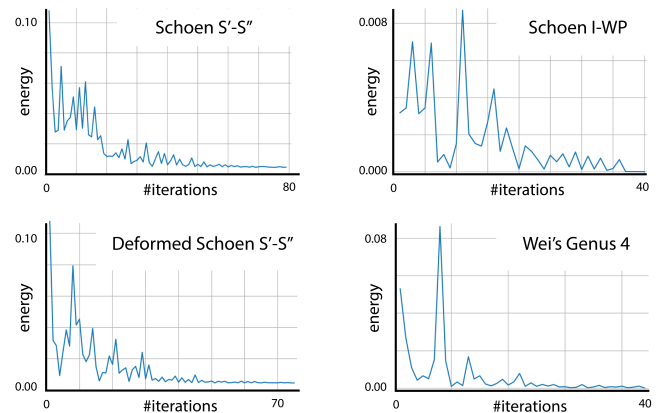 0.10
Schoen S′-S″
energy
0.00
0
#iterations
80
0.008
Schoen I-WP
energy
0.000
0
#iterations
40
0.10
Deformed Schoen S′-S″
energy
0.00
0
#iterations
70
0.08
Wei's Genus 4
energy
0.00
0
#iterations
40